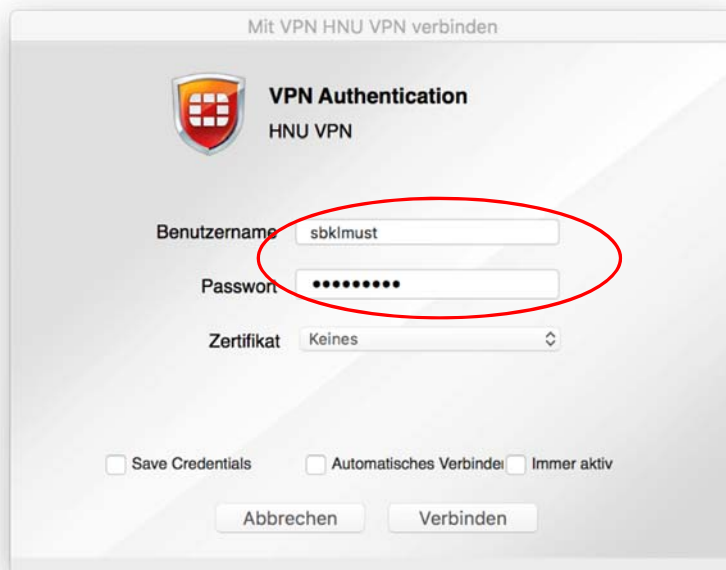 Mit VPN HNU VPN verbinden
VPN Authentication
HNU VPN
Benutzername sbklmust
Passwort •••••••••
Zertifikat Keines
Save Credentials Automatisches Verbinde Immer aktiv
Abbrechen Verbinden